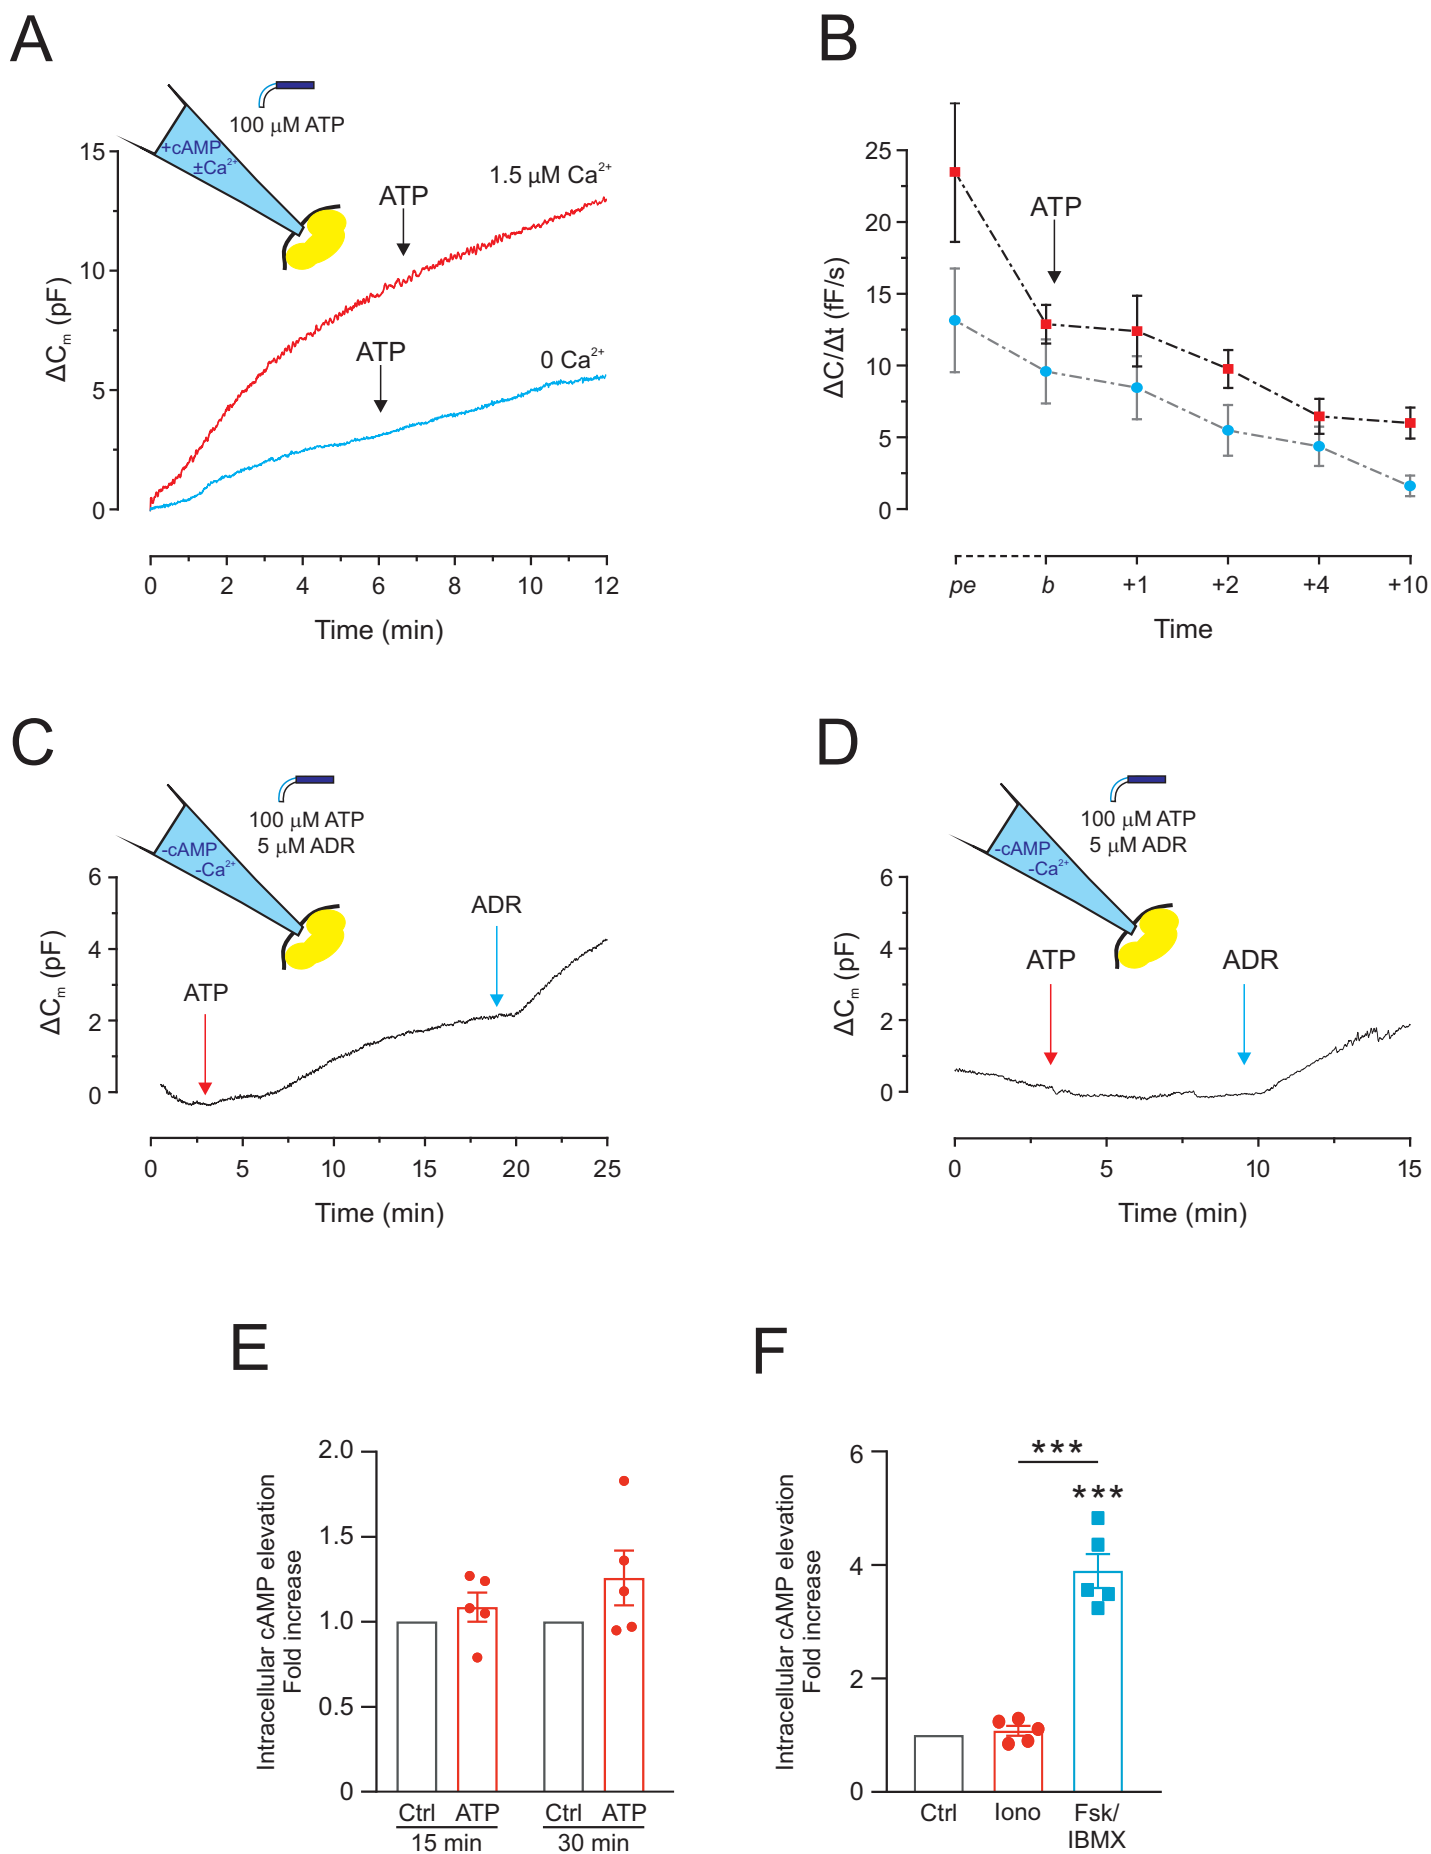 A
100 μM ATP
+cAMP
±Ca²⁺
15
10
5
0
ΔCₘ (pF)
1.5 μM Ca²⁺
ATP
ATP
0 Ca²⁺
0 2 4 6 8 10 12
Time (min)
B
25
20
15
10
5
0
ΔC/Δt (fF/s)
ATP
pe b +1 +2 +4 +10
Time
C
100 μM ATP
5 μM ADR
-cAMP
-Ca²⁺
6
4
2
0
ΔCₘ (pF)
ADR
ATP
0 5 10 15 20 25
Time (min)
D
100 μM ATP
5 μM ADR
-cAMP
-Ca²⁺
6
4
2
0
ΔCₘ (pF)
ATP ADR
0 5 10 15
Time (min)
E
2.0
1.5
1.0
0.5
0
Intracellular cAMP elevation
Fold increase
Ctrl ATP Ctrl ATP
15 min 30 min
F
6
4
2
0
Intracellular cAMP elevation
Fold increase
***
***
Ctrl Iono Fsk/
IBMX